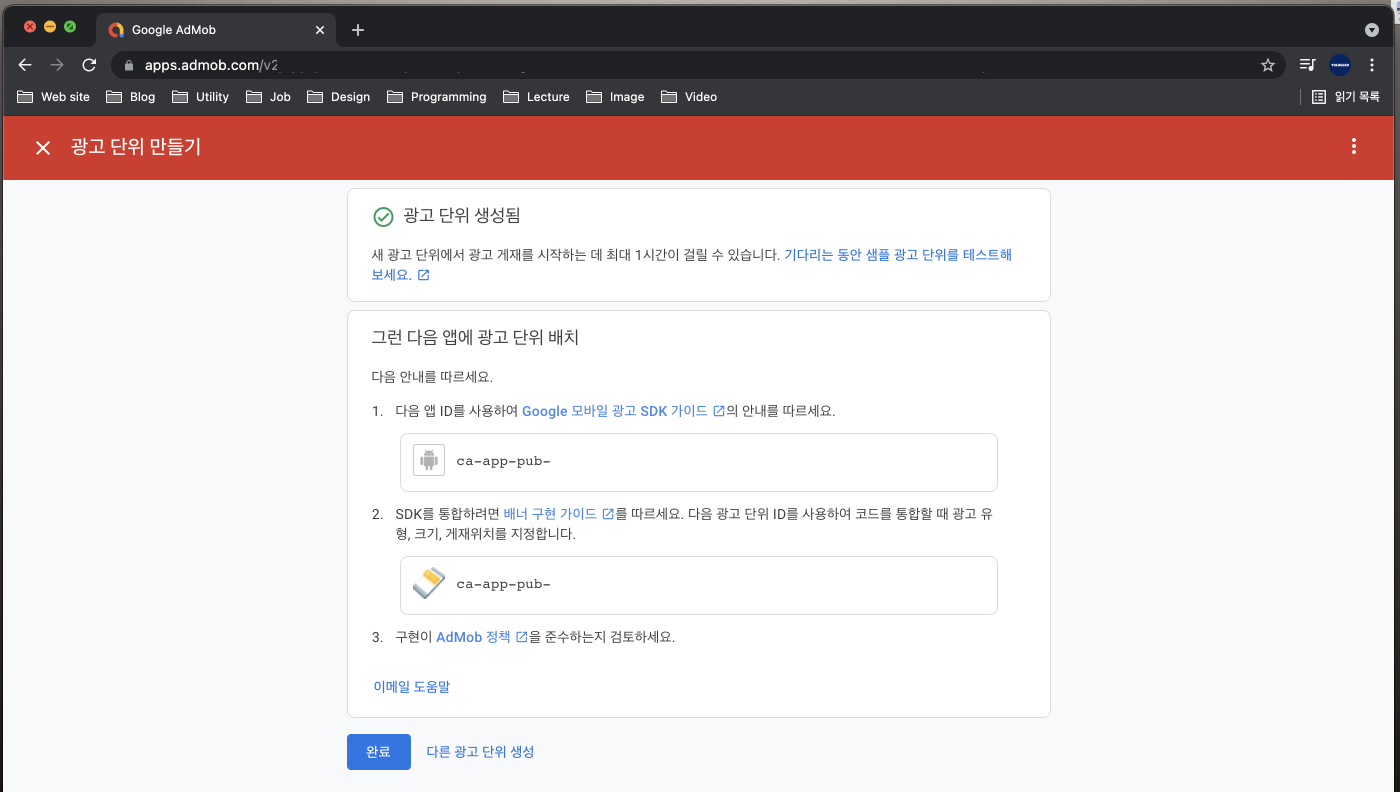 Google AdMob
apps.admob.com/v2
Web site Blog Utility Job Design Programming Lecture Image Video 읽기 목록
광고 단위 만들기
광고 단위 생성됨
새 광고 단위에서 광고 게재를 시작하는 데 최대 1시간이 걸릴 수 있습니다. 기다리는 동안 샘플 광고 단위를 테스트해
보세요.
그런 다음 앱에 광고 단위 배치
다음 안내를 따르세요.
1. 다음 앱 ID를 사용하여 Google 모바일 광고 SDK 가이드의 안내를 따르세요.
ca-app-pub-
2. SDK를 통합하려면 배너 구현 가이드를 따르세요. 다음 광고 단위 ID를 사용하여 코드를 통합할 때 광고 유
형, 크기, 게재위치를 지정합니다.
ca-app-pub-
3. 구현이 AdMob 정책을 준수하는지 검토하세요.
이메일 도움말
완료 다른 광고 단위 생성